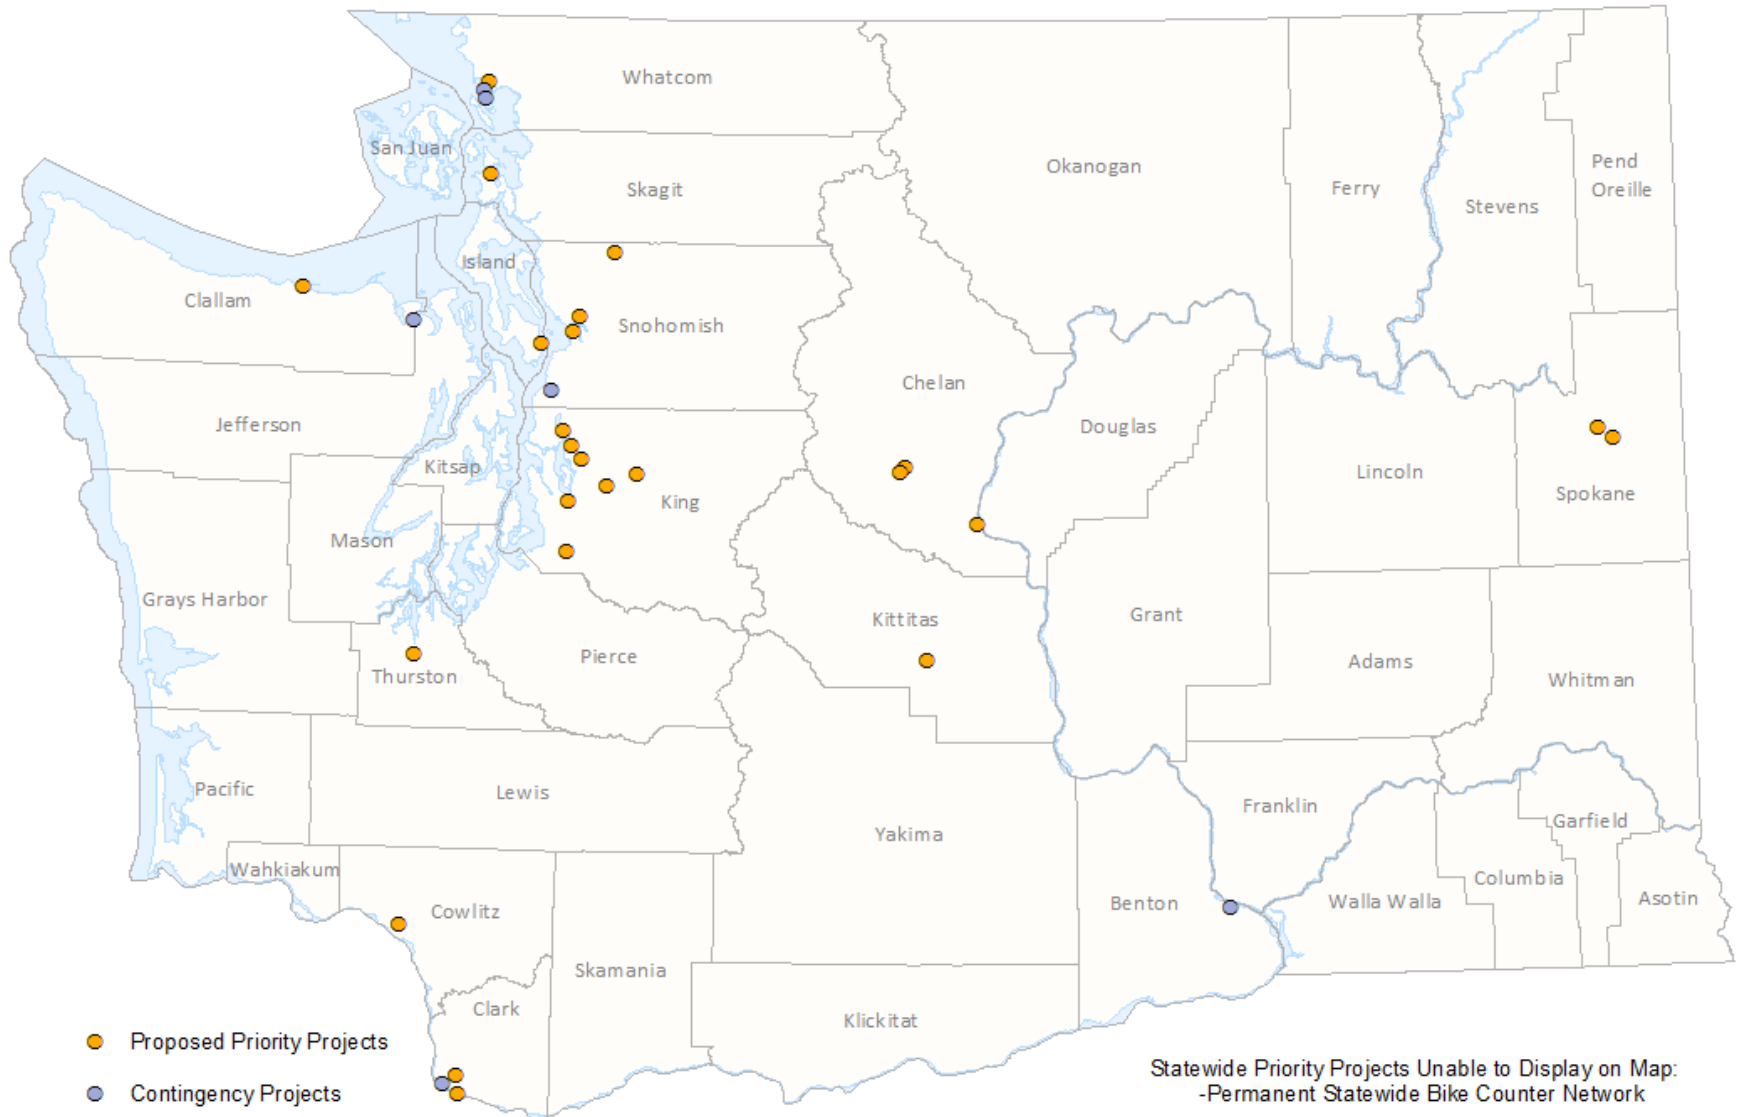 Whatcom
San Juan
Okanogan
Pend
Oreille
Skagit
Ferry
Stevens
Island
Clallam
Snohomish
Chelan
Jefferson
Douglas
Kitsap
Lincoln
Spokane
King
Mason
Grays Harbor
Kittitas
Grant
Pierce
Adams
Thurston
Whitman
Pacific
Lewis
Franklin
Garfield
Yakima
Wahkiakum
Columbia
Cowlitz
Benton
Walla Walla
Asotin
Skamania
Clark
Klickitat
Proposed Priority Projects
Contingency Projects
Statewide Priority Projects Unable to Display on Map:
-Permanent Statewide Bike Counter Network